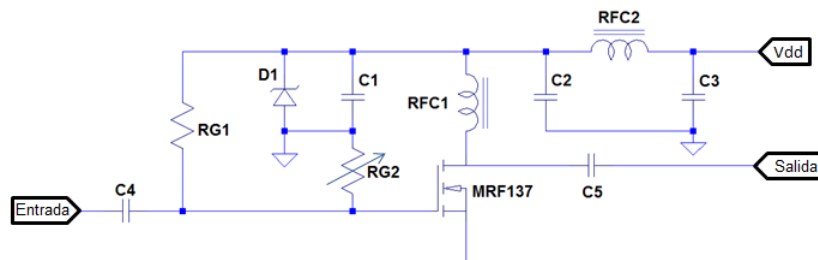 RFC2
Vdd
D1
C1
C2
C3
RFC1
RG1
RG2
Salida
MRF137
C5
C4
Entrada